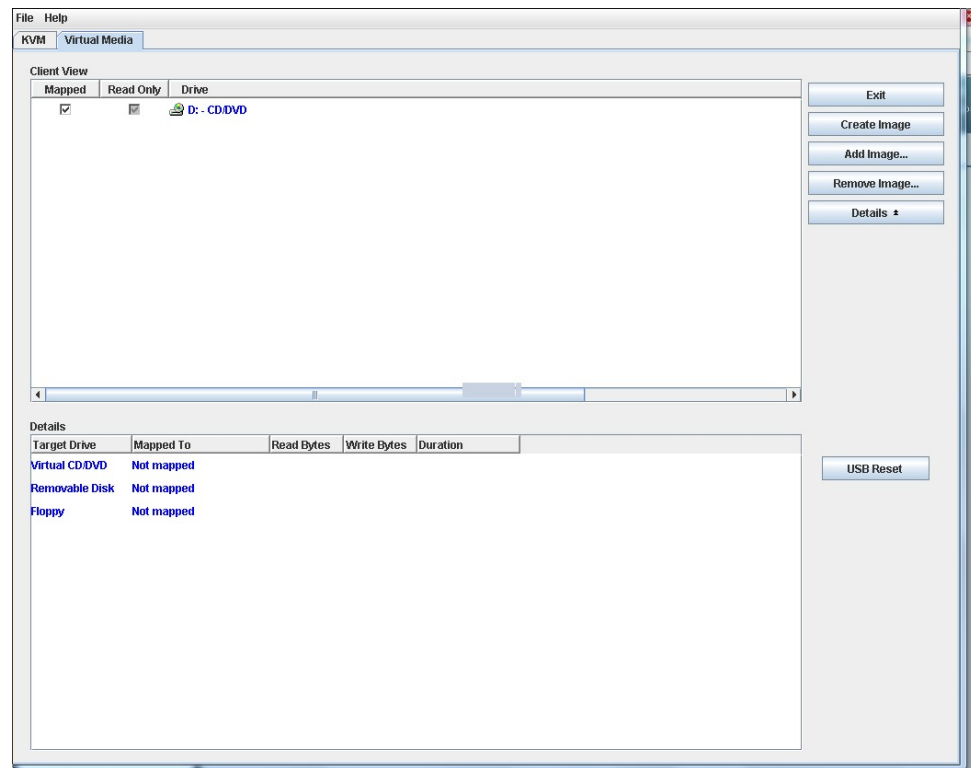 File Help
KVM Virtual Media
Client View
Mapped Read Only Drive
D: - CD/DVD
Exit
Create Image
Add Image...
Remove Image...
Details
Details
Target Drive Mapped To Read Bytes Write Bytes Duration
Virtual CD/DVD Not mapped
Removable Disk Not mapped
Floppy Not mapped
USB Reset